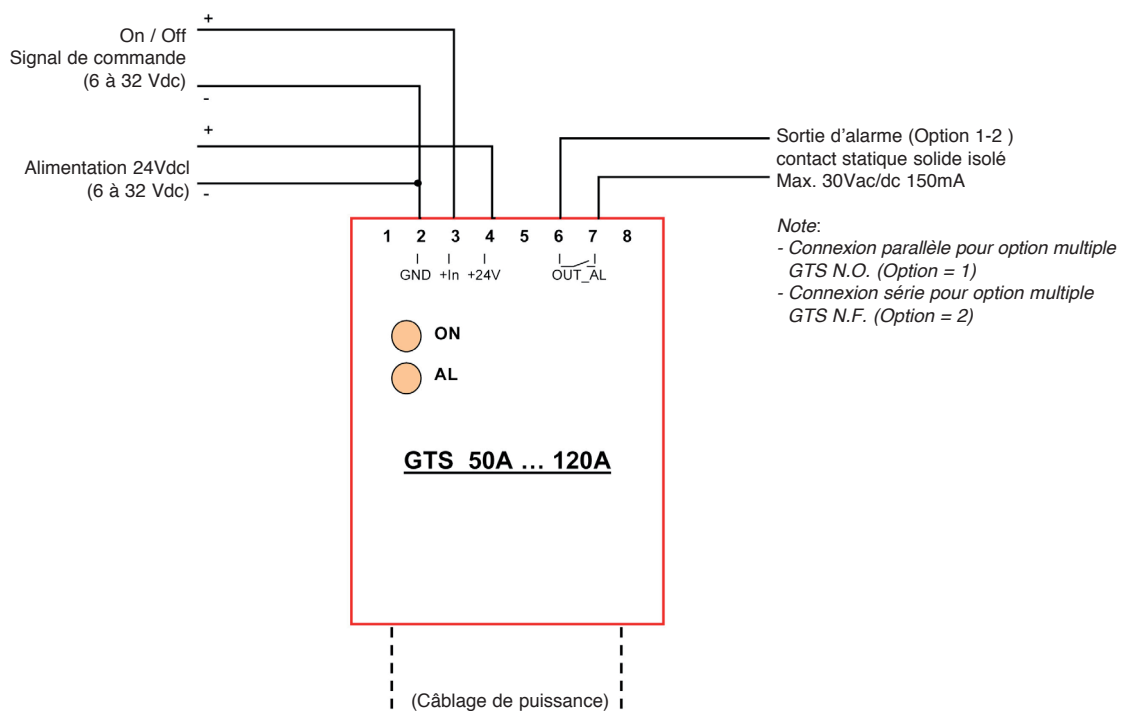 +
On / Off
Signal de commande
(6 à 32 Vdc)
-
+
Alimentation 24Vdcl
(6 à 32 Vdc)
-
Sortie d'alarme (Option 1-2 )
contact statique solide isolé
Max. 30Vac/dc 150mA
Note:
- Connexion parallèle pour option multiple
GTS N.O. (Option = 1)
- Connexion série pour option multiple
GTS N.F. (Option = 2)
1 2 3 4 5 6 7 8
GND +In +24V OUT_AL
ON
AL
GTS 50A ... 120A
(Câblage de puissance)